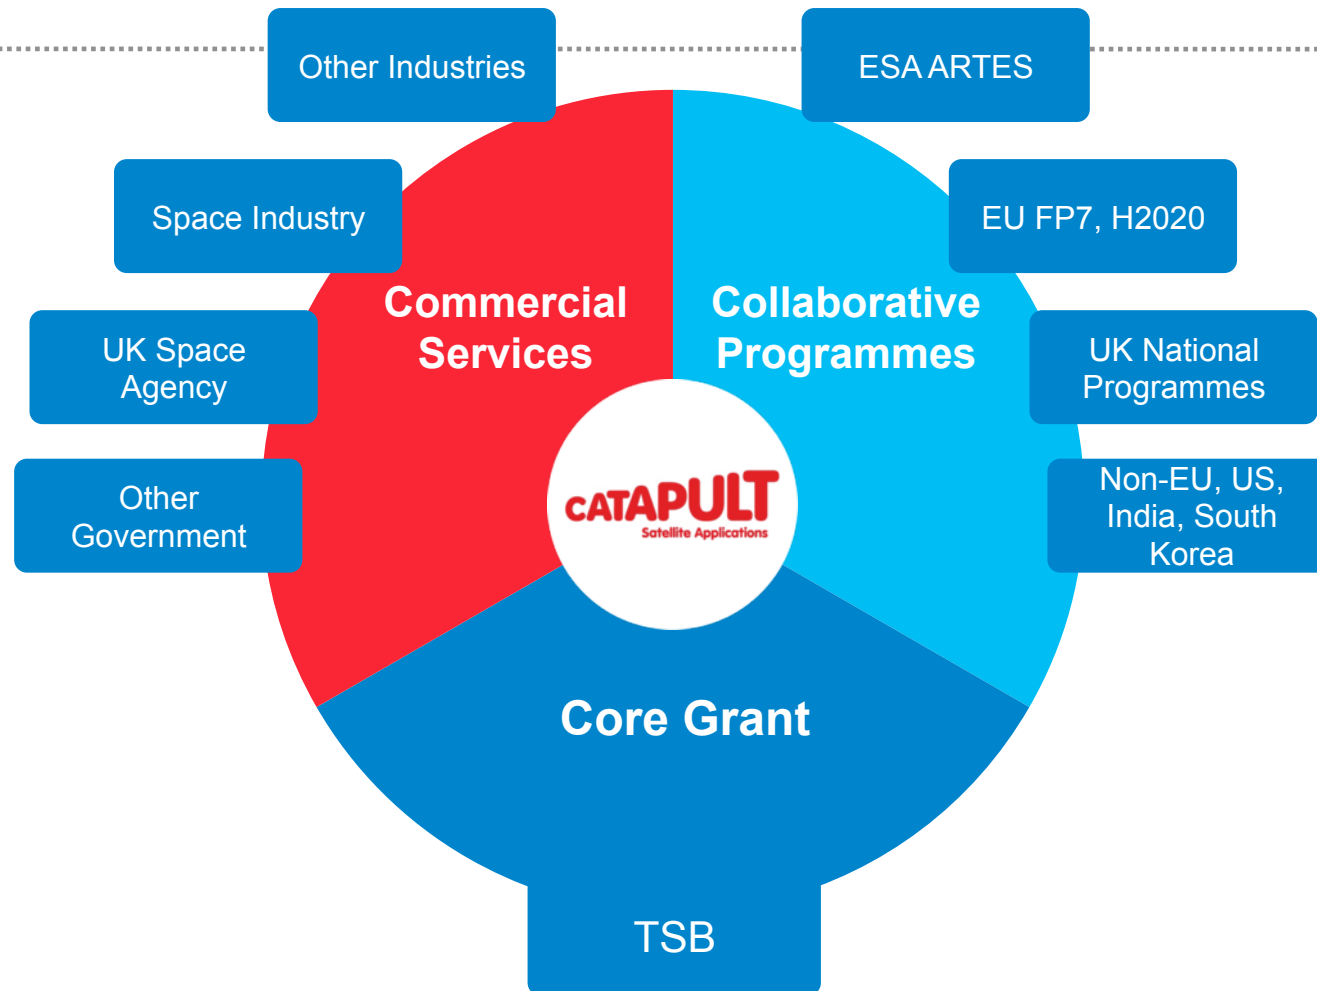 Other Industries
ESA ARTES
Space Industry
EU FP7, H2020
Commercial
Services
Collaborative
Programmes
UK Space
Agency
UK National
Programmes
Other
Government
CATAPULT
Satellite Applications
Non-EU, US,
India, South
Korea
Core Grant
TSB